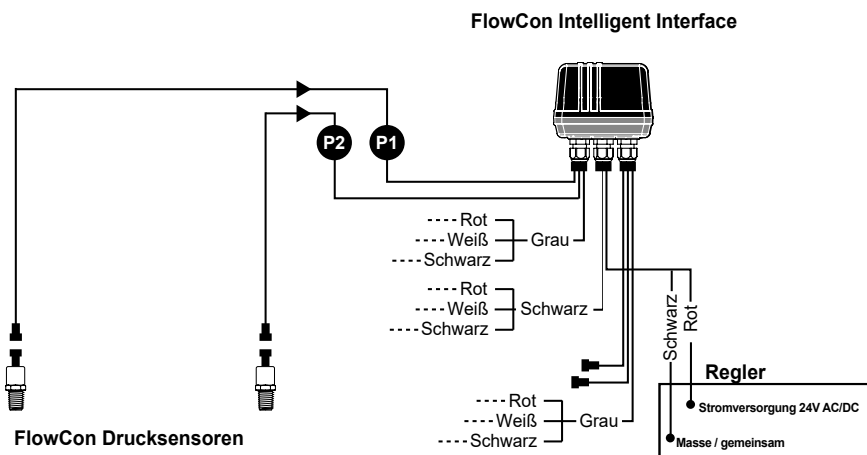 FlowCon Intelligent Interface
P2
P1
Rot
Weiß
Schwarz
Grau
Rot
Weiß
Schwarz
Schwarz
Schwarz
Rot
Regler
Stromversorgung 24V AC/DC
Masse / gemeinsam
Rot
Weiß
Schwarz
Grau
FlowCon Drucksensoren